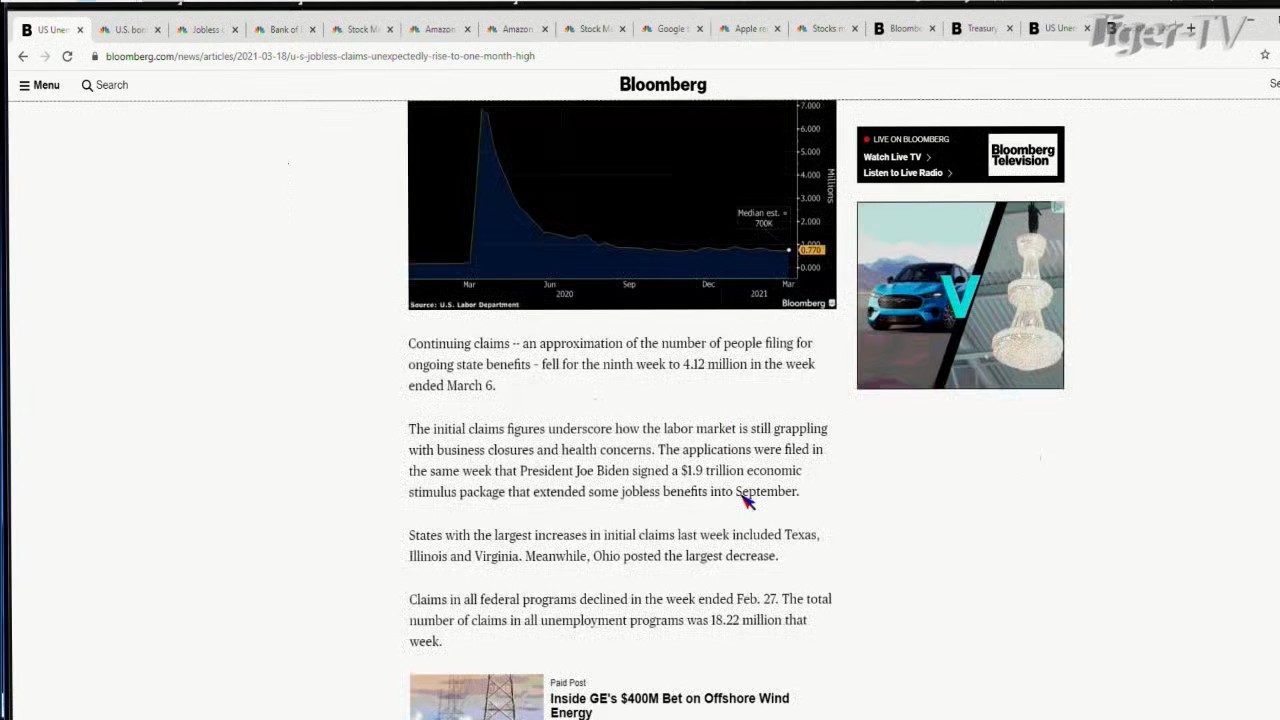 US Unen
U.S. bon
Jobless c
Bank of
Stock M
Amazon
Amazon
Stock M
Google t
Apple re
Stocks m
Bloombe
Treasury
US Unen
Tiger TV
bloomberg.com/news/articles/2021-03-18/u-s-jobless-claims-unexpectedly-rise-to-one-month-high
Menu
Search
Bloomberg
Se
7.000
6.000
5.000
4.000
3.000
2.000
1.000
0.770
0.000
Millions
Median est. =
700K
Mar
Jun
Sep
Dec
Mar
2020
2021
Source: U.S. Labor Department
Bloomberg
LIVE ON BLOOMBERG
Watch Live TV >
Listen to Live Radio >
Bloomberg
Television
V
Continuing claims -- an approximation of the number of people filing for
ongoing state benefits - fell for the ninth week to 4.12 million in the week
ended March 6.
The initial claims figures underscore how the labor market is still grappling
with business closures and health concerns. The applications were filed in
the same week that President Joe Biden signed a $1.9 trillion economic
stimulus package that extended some jobless benefits into September.
States with the largest increases in initial claims last week included Texas,
Illinois and Virginia. Meanwhile, Ohio posted the largest decrease.
Claims in all federal programs declined in the week ended Feb. 27. The total
number of claims in all unemployment programs was 18.22 million that
week.
Paid Post
Inside GE's $400M Bet on Offshore Wind
Energy